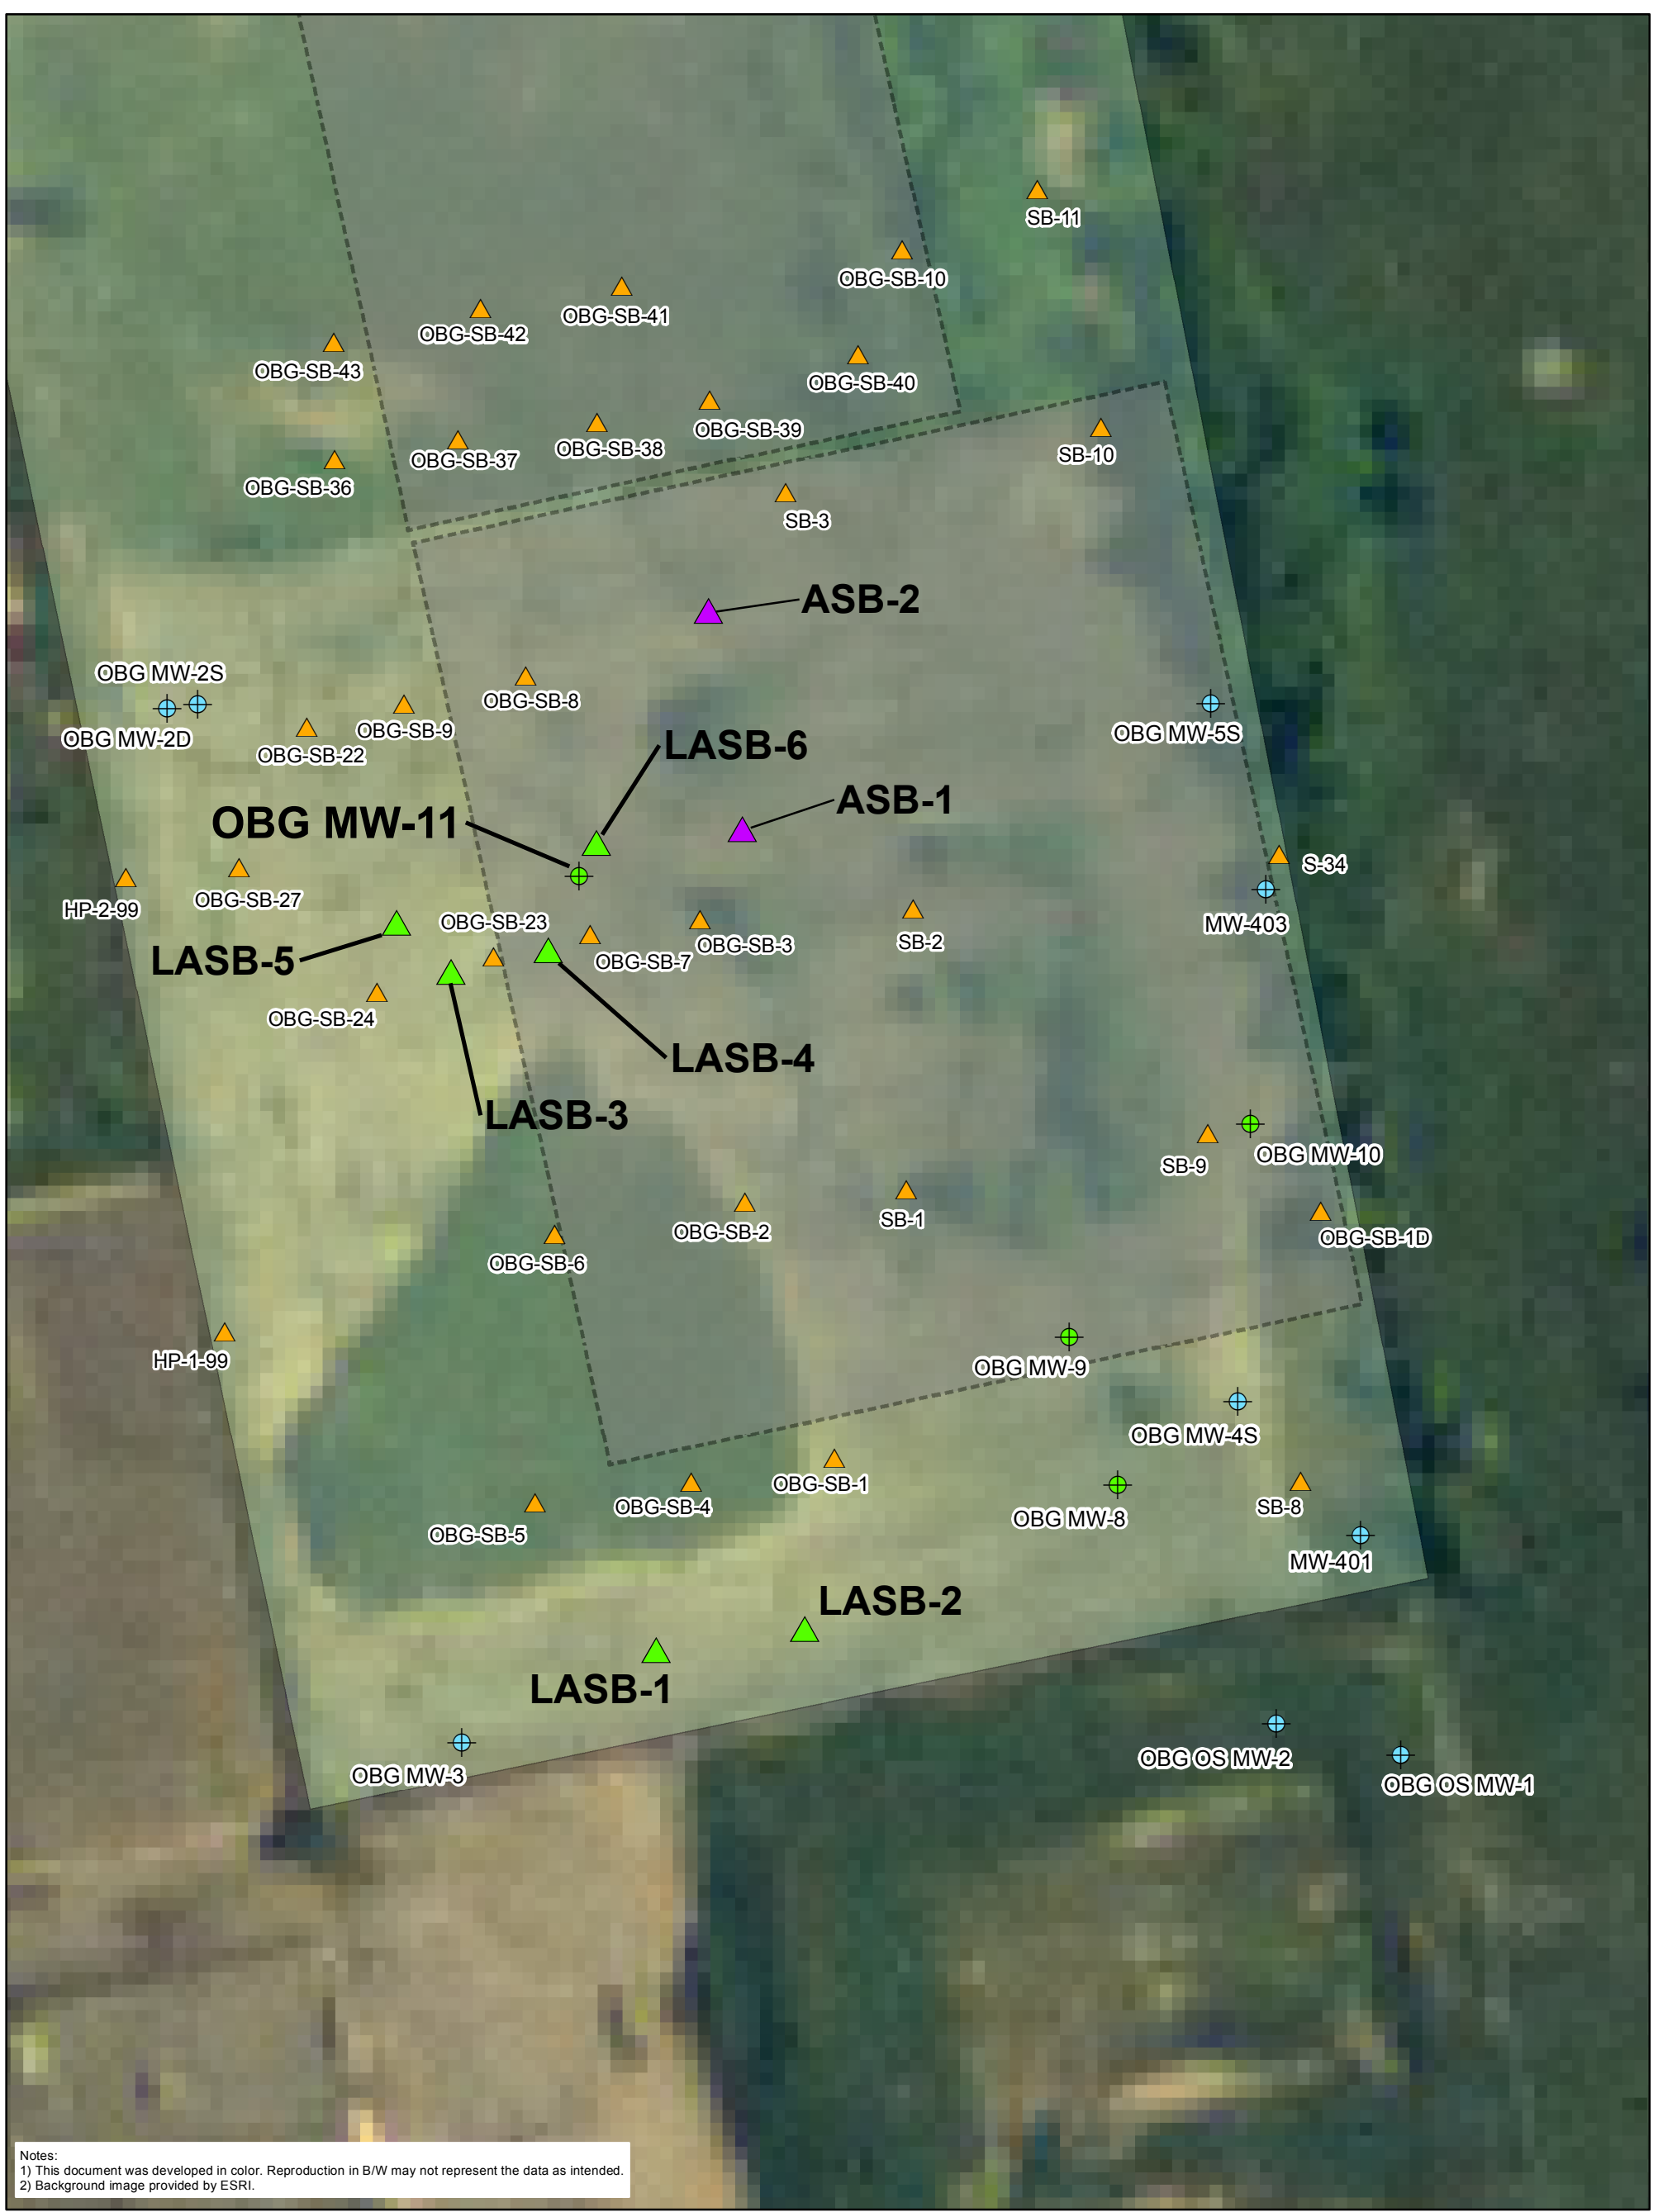 SB-11
OBG-SB-10
OBG-SB-41
OBG-SB-42
OBG-SB-43
OBG-SB-40
OBG-SB-39
OBG-SB-38
OBG-SB-37
SB-10
OBG-SB-36
SB-3
ASB-2
OBG MW-2S
OBG-SB-8
OBG-SB-9
OBG MW-5S
OBG MW-2D
LASB-6
OBG-SB-22
ASB-1
OBG MW-11
S-34
OBG-SB-27
HP-2-99
OBG-SB-23
MW-403
SB-2
OBG-SB-3
LASB-5
OBG-SB-7
OBG-SB-24
LASB-4
LASB-3
OBG MW-10
SB-9
SB-1
OBG-SB-2
OBG-SB-1D
OBG-SB-6
HP-1-99
OBG MW-9
OBG MW-4S
OBG-SB-1
OBG-SB-4
SB-8
OBG MW-8
OBG-SB-5
MW-401
LASB-2
LASB-1
OBG OS MW-2
OBG MW-3
OBG OS MW-1
Notes:
1) This document was developed in color. Reproduction in B/W may not represent the data as intended.
2) Background image provided by ESRI.